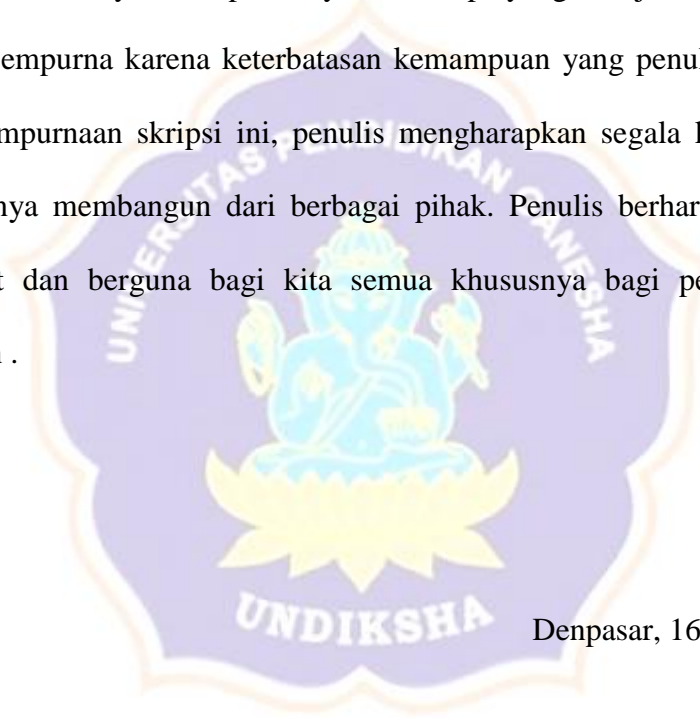 empurna karena keterbatasan kemampuan yang penul
mpurnaan skripsi ini, penulis mengharapkan segala
nya membangun dari berbagai pihak. Penulis berhar
t dan berguna bagi kita semua khususnya bagi pe
.
UNIVERSITAS PENDIDIKAN GANESHA
UNDIKSHA
Denpasar, 16